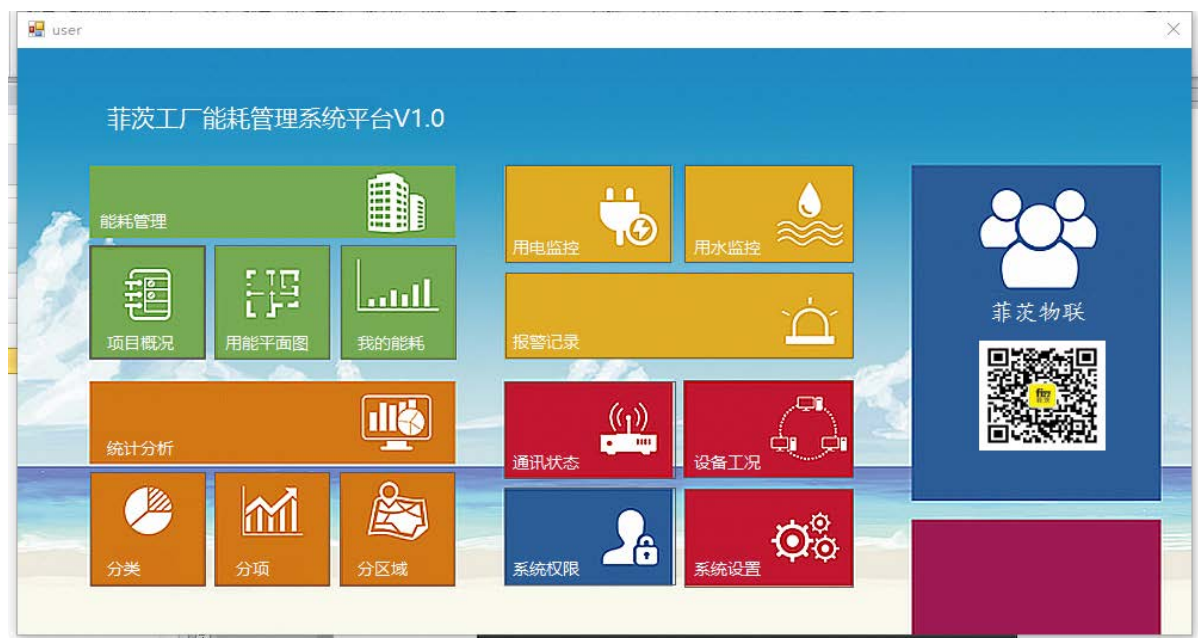 user
菲茨工厂能耗管理系统平台V1.0
能耗管理
项目概况
用能平面图
我的能耗
统计分析
分类
分项
分区域
用电监控
用水监控
报警记录
通讯状态
设备工况
系统权限
系统设置
菲茨物联